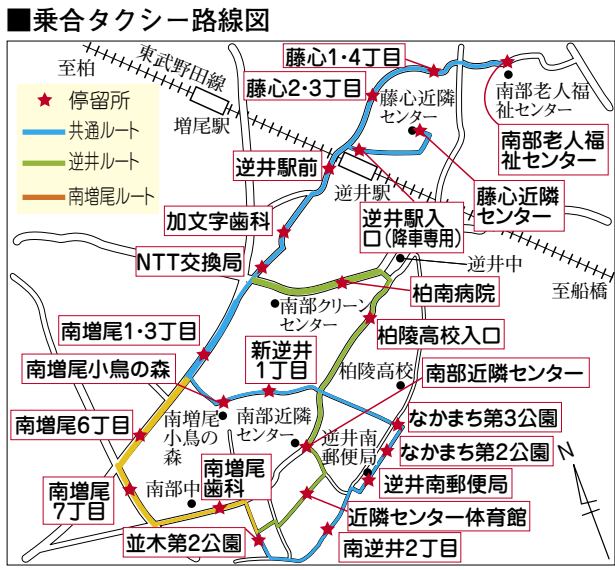 ■乗合タクシー路線図
至柏
東武野田線
増尾駅
★ 停留所
共通ルート
逆井ルート
南増尾ルート
藤心1・4丁目
藤心2・3丁目
藤心近隣
センター
南部老人福
祉センター
南部老人福
祉センター
逆井駅前
逆井駅
藤心近隣
センター
加文字歯科
逆井駅入
口(降車専用)
NTT交換局
逆井中
至船橋
柏南病院
南部クリーン
センター
南増尾1・3丁目
柏陵高校入口
新逆井
1丁目
南増尾小鳥の森
柏陵高校
南部近隣センター
南増尾6丁目
南増尾
小鳥の
森
南部近隣
センター
逆井南
郵便局
なかまち第3公園
なかまち第2公園
南増尾
7丁目
南部中
南増尾
歯科
逆井南郵便局
近隣センター体育館
並木第2公園
南逆井2丁目
N